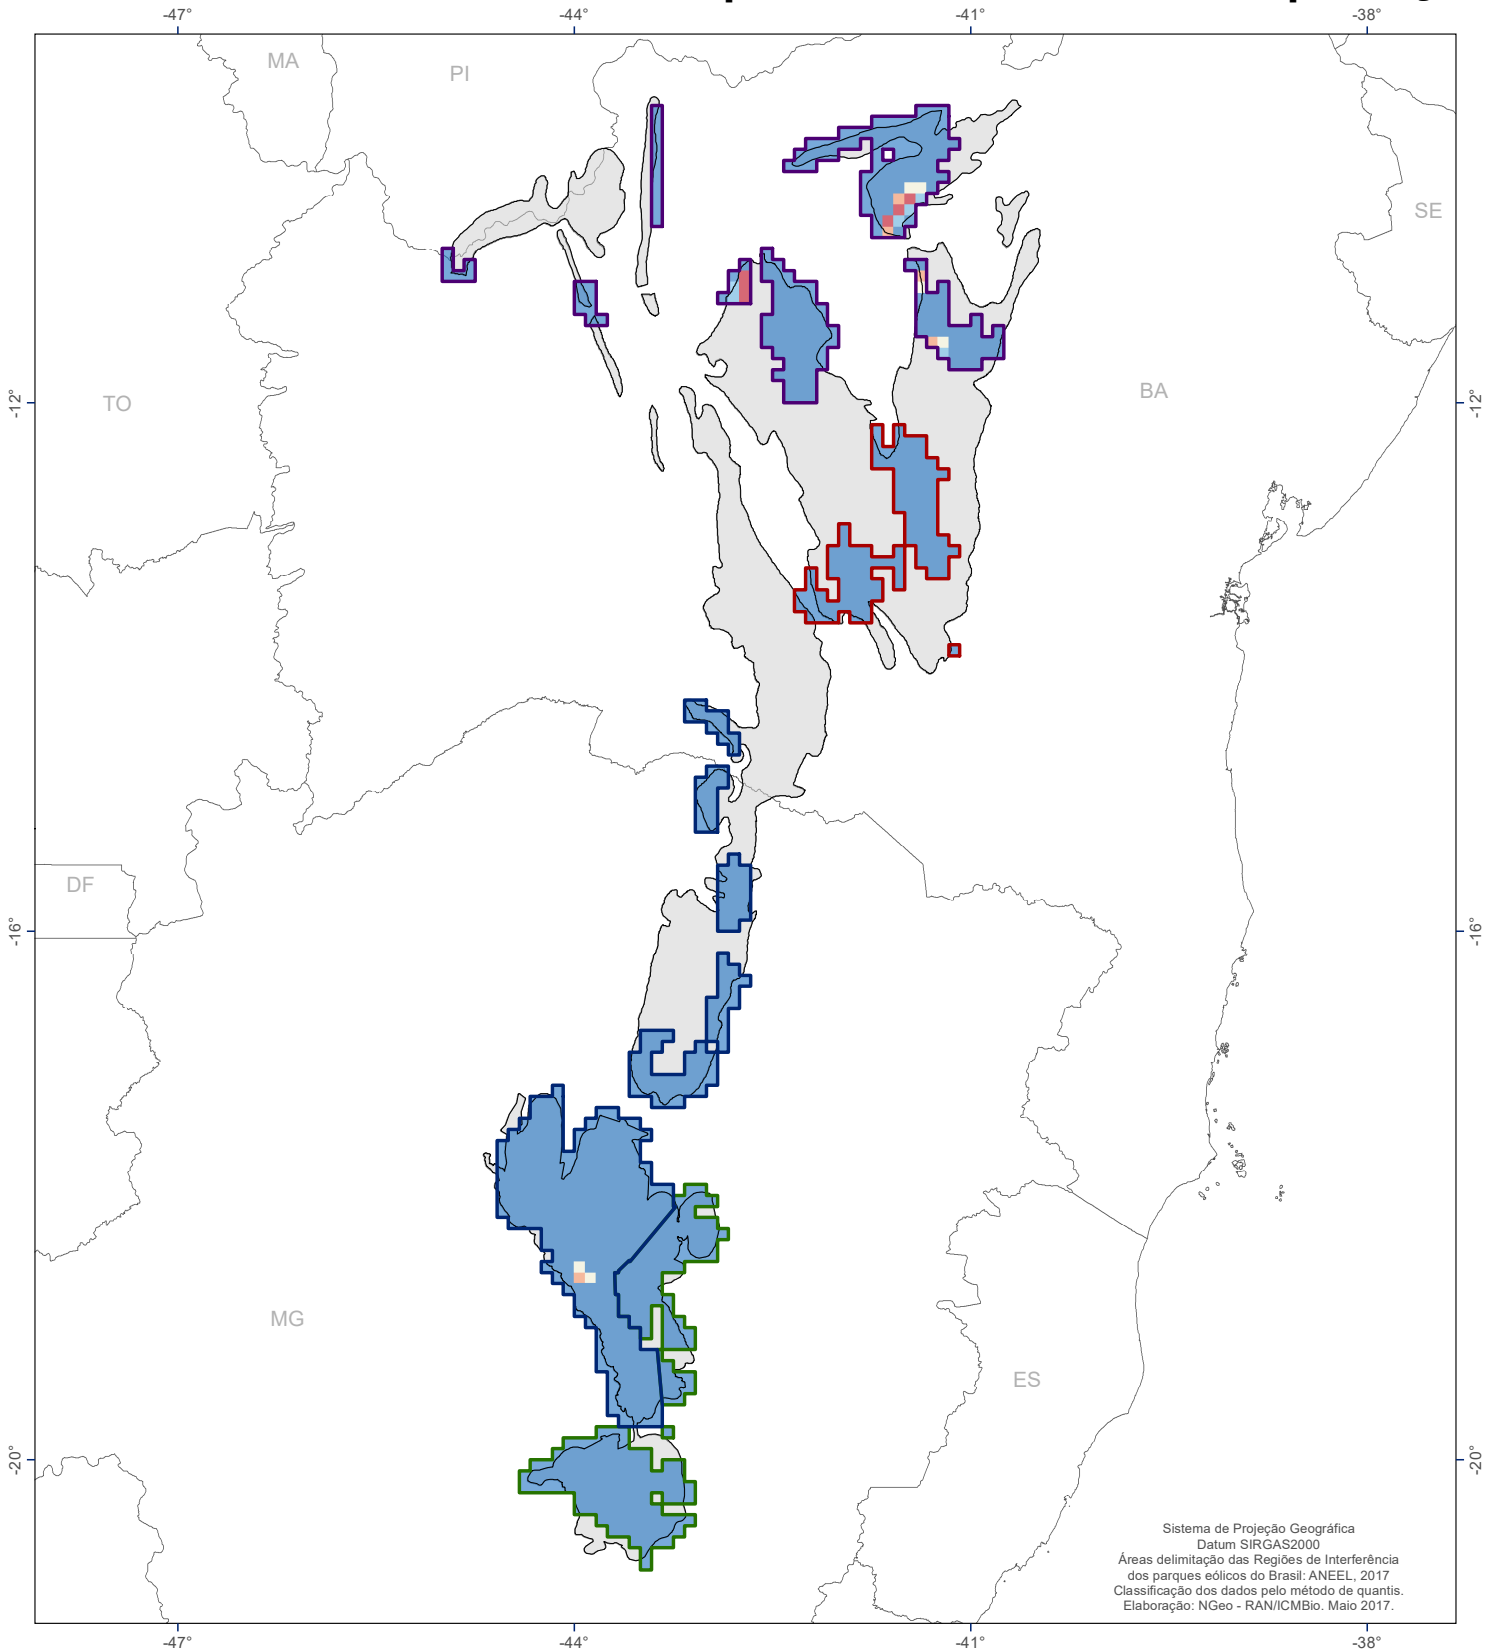 -47°
-44°
-41°
-38°
MA
PI
SE
-12°
-12°
TO
BA
DF
-16°
-16°
MG
ES
-20°
-20°
Sistema de Projeção Geográfica
Datum SIRGAS2000
Áreas delimitação das Regiões de Interferência
dos parques eólicos do Brasil: ANEEL, 2017
Classificação dos dados pelo método de quantis.
Elaboração: NGeo - RAN/ICMBio. Maio 2017.
-47°
-44°
-41°
-38°